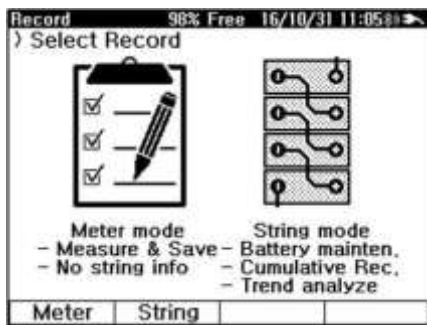 Record 98% Free 16/10/31 11:05
) Select Record
Meter mode
- Measure & Save
- No string info
String mode
- Battery mainten.
- Cumulative Rec.
- Trend analyze
Meter String